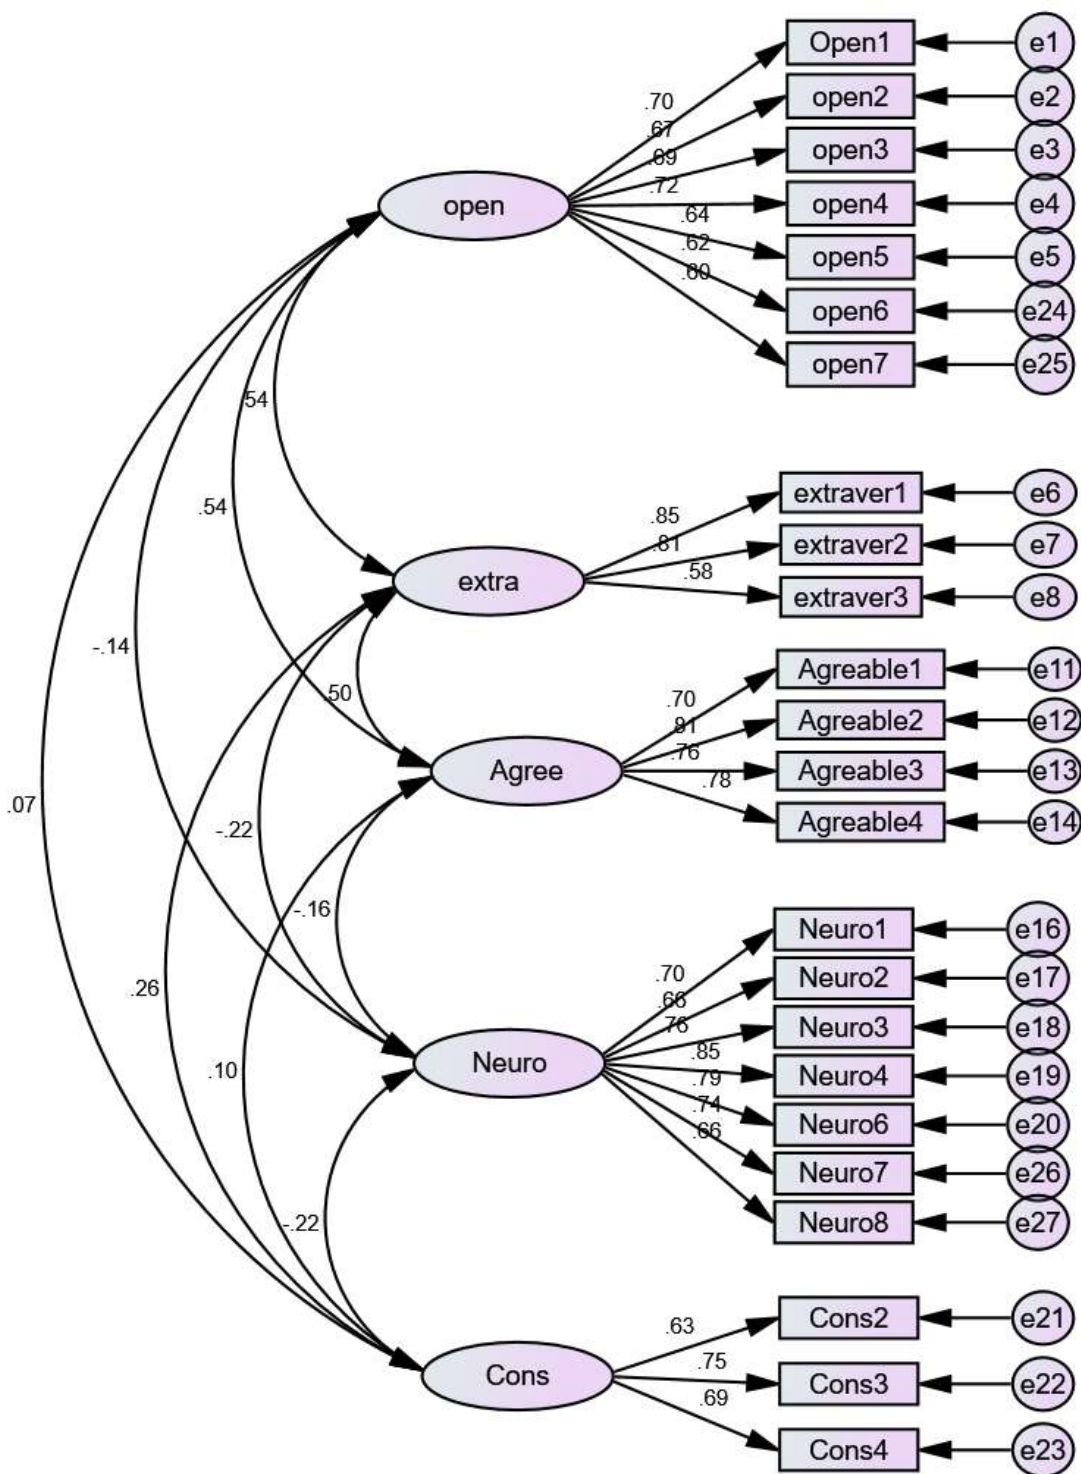 Open1 e1
.70
open2 e2
.67
open3 e3
.69
.72
open open4 e4
.64
.62
open5 e5
.60
open6 e24
open7 e25
.54
extraver1 e6
.54
.85
.81
extraver2 e7
.58
extra extraver3 e8
-.14
Agreable1 e11
.50
.70
.81
Agreable2 e12
.76
Agree Agreable3 e13
.78
.07
-.22
Agreable4 e14
-.16
Neuro1 e16
.70
Neuro2 e17
.26
.66
.76
Neuro3 e18
.85
Neuro Neuro4 e19
.10
.79
.74
Neuro6 e20
.66
Neuro7 e26
-.22
Neuro8 e27
.63
Cons2 e21
.75
Cons Cons3 e22
.69
Cons4 e23